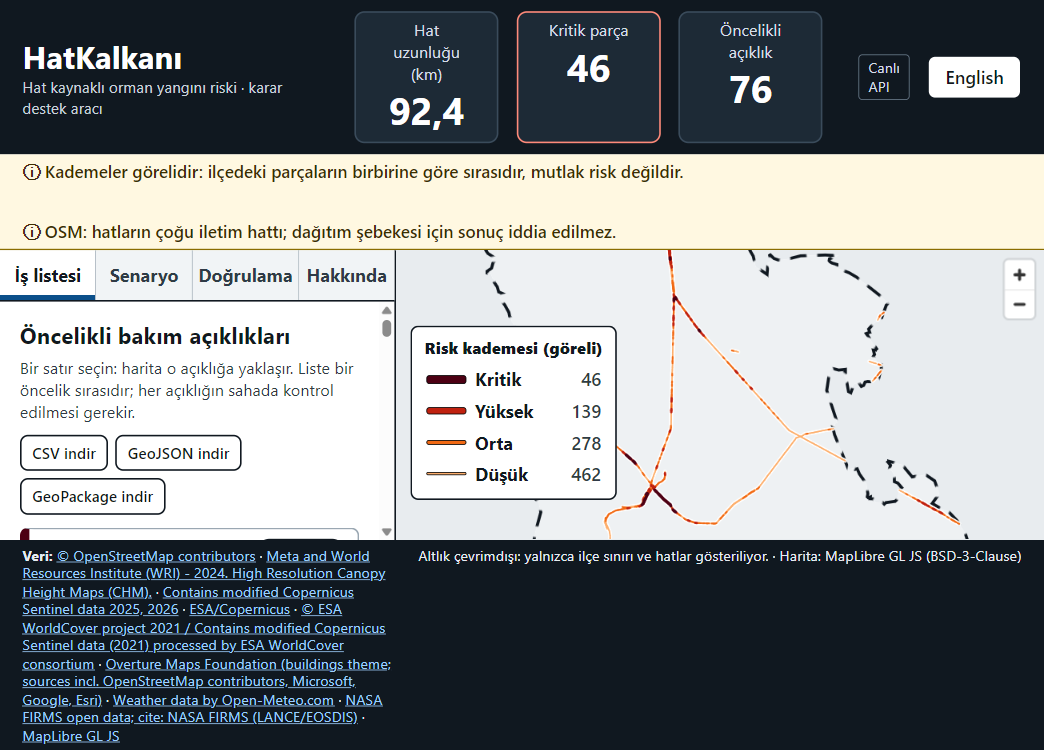 HatKalkanı
Hat kaynaklı orman yangını riski · karar
destek aracı
Hat
uzunluğu
(km)
92,4
Kritik parça
46
Öncelikli
açıklık
76
Canlı
API
English
Kademeler görelidir: ilçedeki parçaların birbirine göre sırasıdır, mutlak risk değildir.
OSM: hatların çoğu iletim hattı; dağıtım şebekesi için sonuç iddia edilmez.
İş listesi
Senaryo
Doğrulama
Hakkında
Öncelikli bakım açıklıkları
Bir satır seçin: harita o açıklığa yaklaşır. Liste bir
öncelik sırasıdır; her açıklığın sahada kontrol
edilmesi gerekir.
CSV indir
GeoJSON indir
GeoPackage indir
Risk kademesi (göreli)
Kritik 46
Yüksek 139
Orta 278
Düşük 462
+
−
Veri: © OpenStreetMap contributors · Meta and World
Resources Institute (WRI) - 2024. High Resolution Canopy
Height Maps (CHM). · Contains modified Copernicus
Sentinel data 2025, 2026 · ESA/Copernicus · © ESA
WorldCover project 2021 / Contains modified Copernicus
Sentinel data (2021) processed by ESA WorldCover
consortium · Overture Maps Foundation (buildings theme;
sources incl. OpenStreetMap contributors, Microsoft,
Google, Esri) · Weather data by Open-Meteo.com · NASA
FIRMS open data; cite: NASA FIRMS (LANCE/EOSDIS) ·
MapLibre GL JS
Altlık çevrimdışı: yalnızca ilçe sınırı ve hatlar gösteriliyor. · Harita: MapLibre GL JS (BSD-3-Clause)